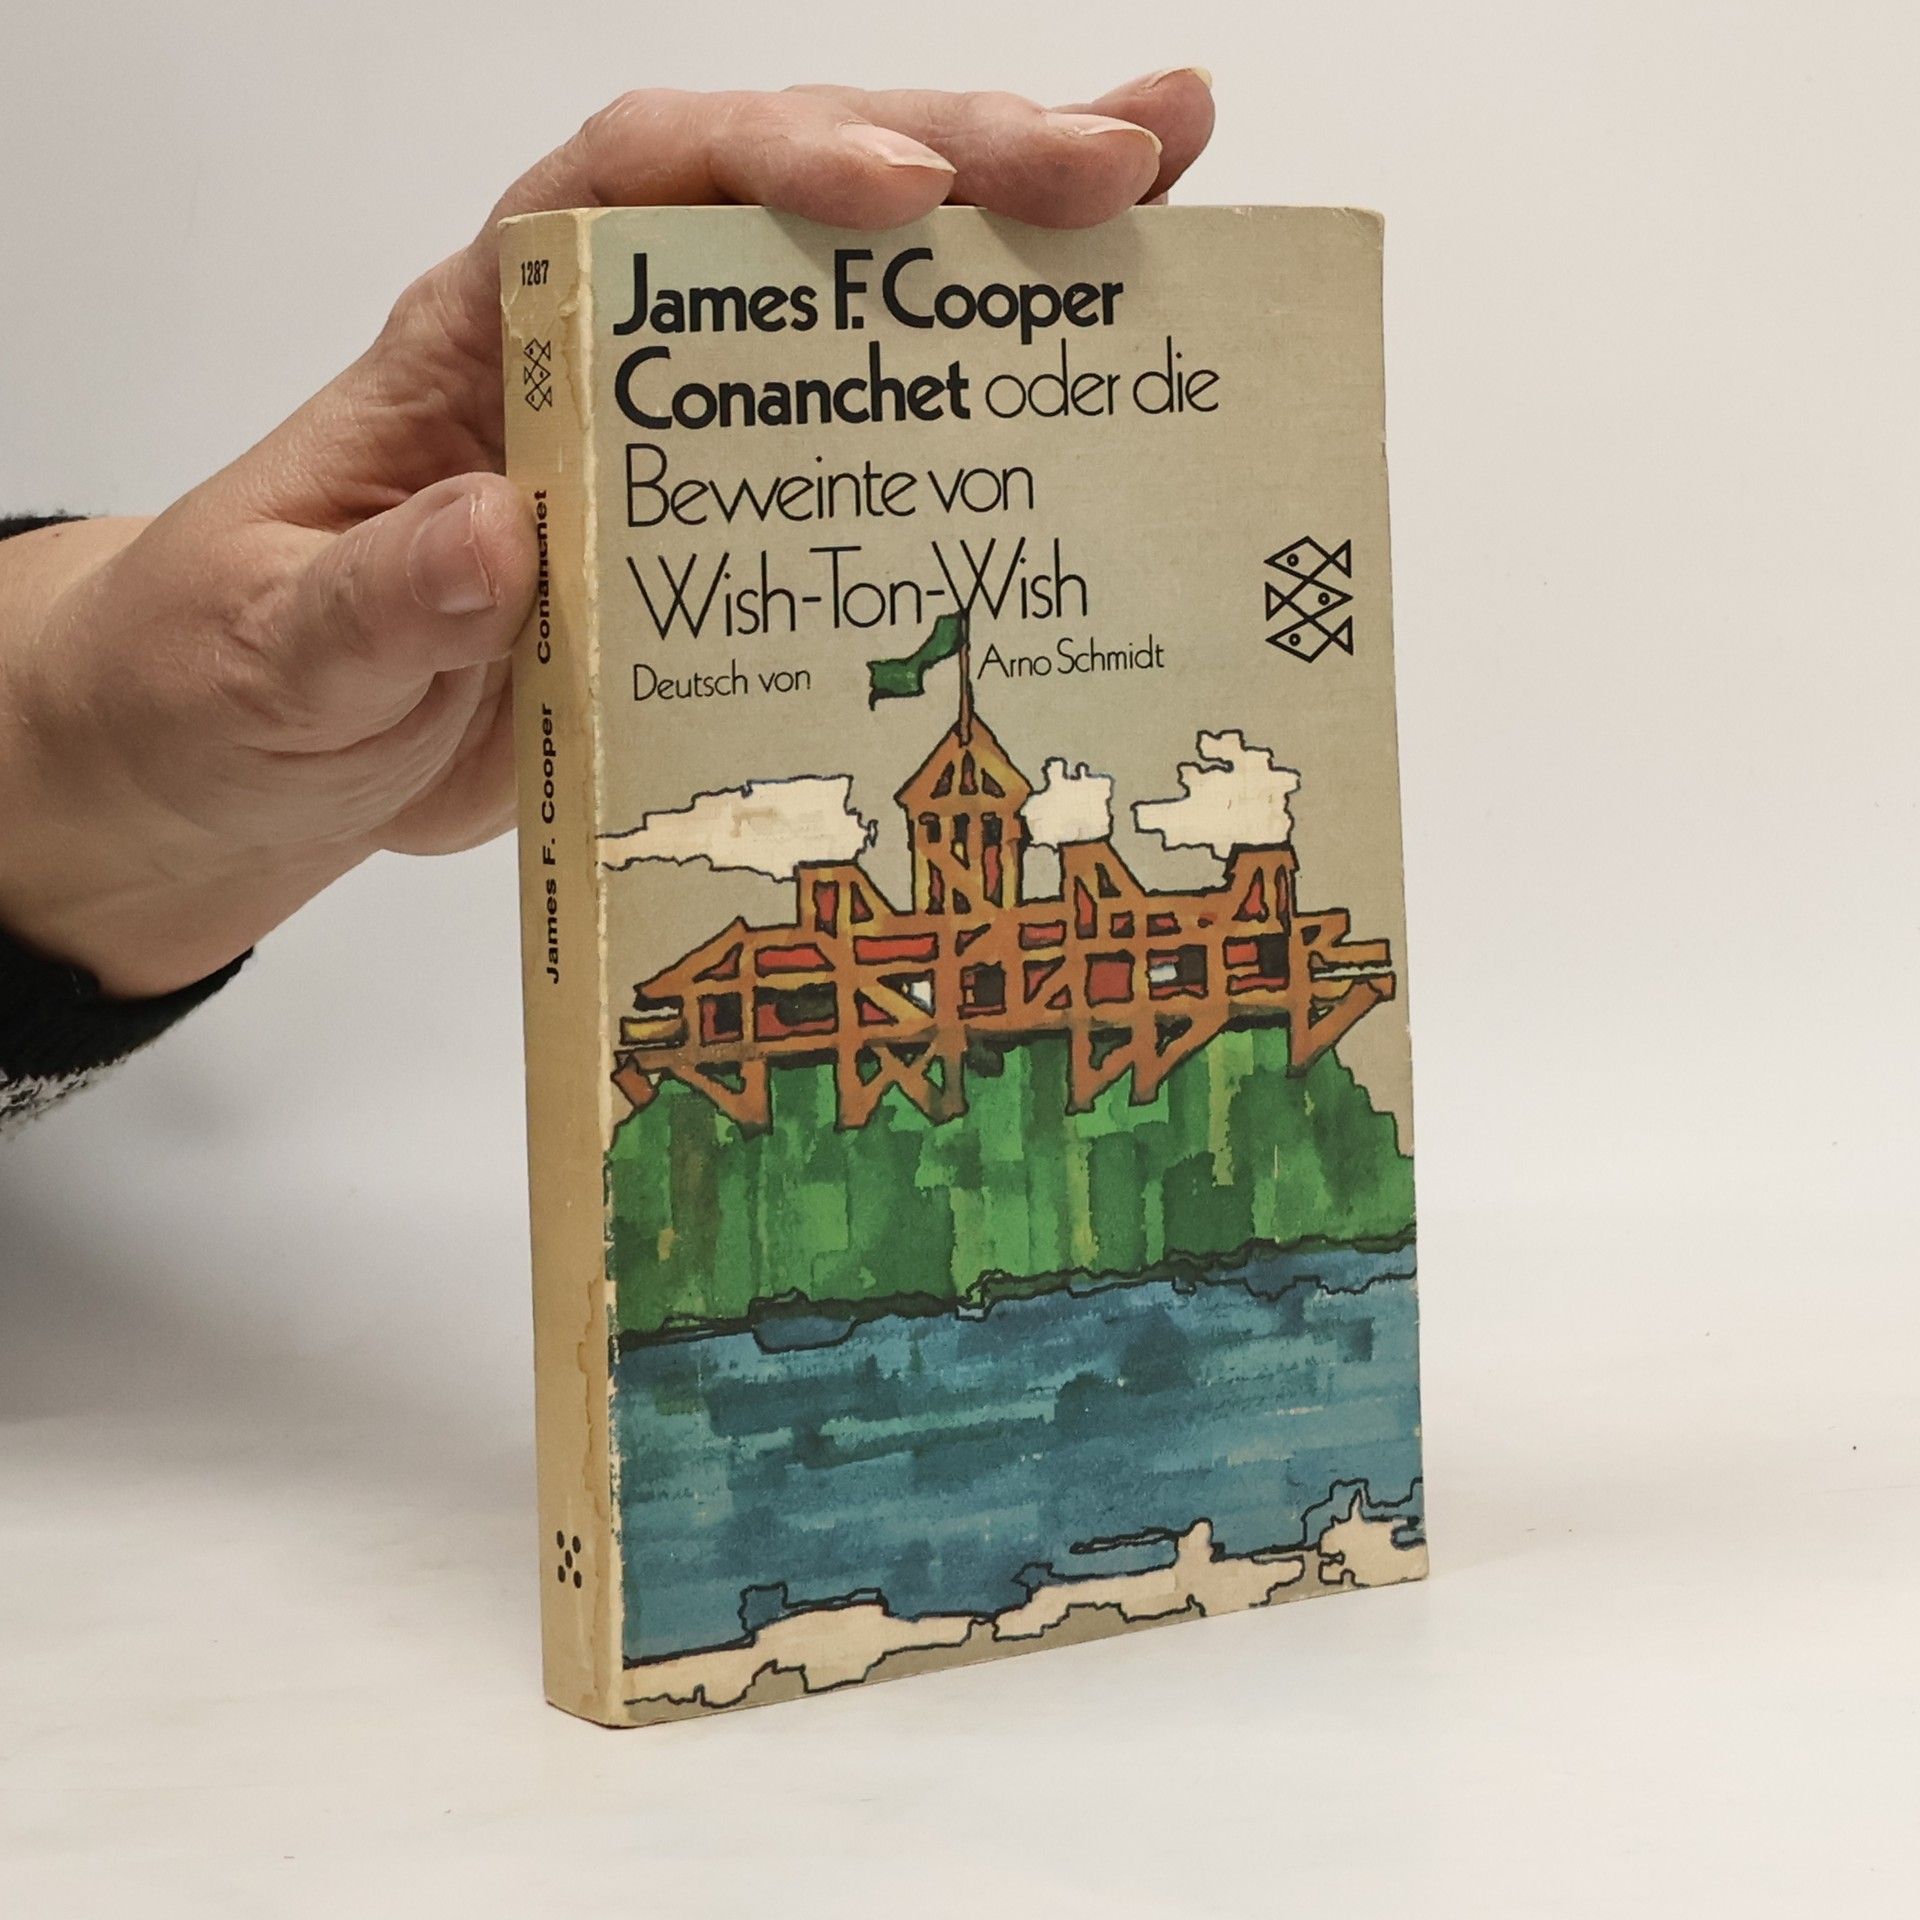 1287
James F. Cooper Conanchet
James F. Cooper
Conanchet oder die
Beweinte von
Wish-Ton-Wish
Deutsch von Arno Schmidt